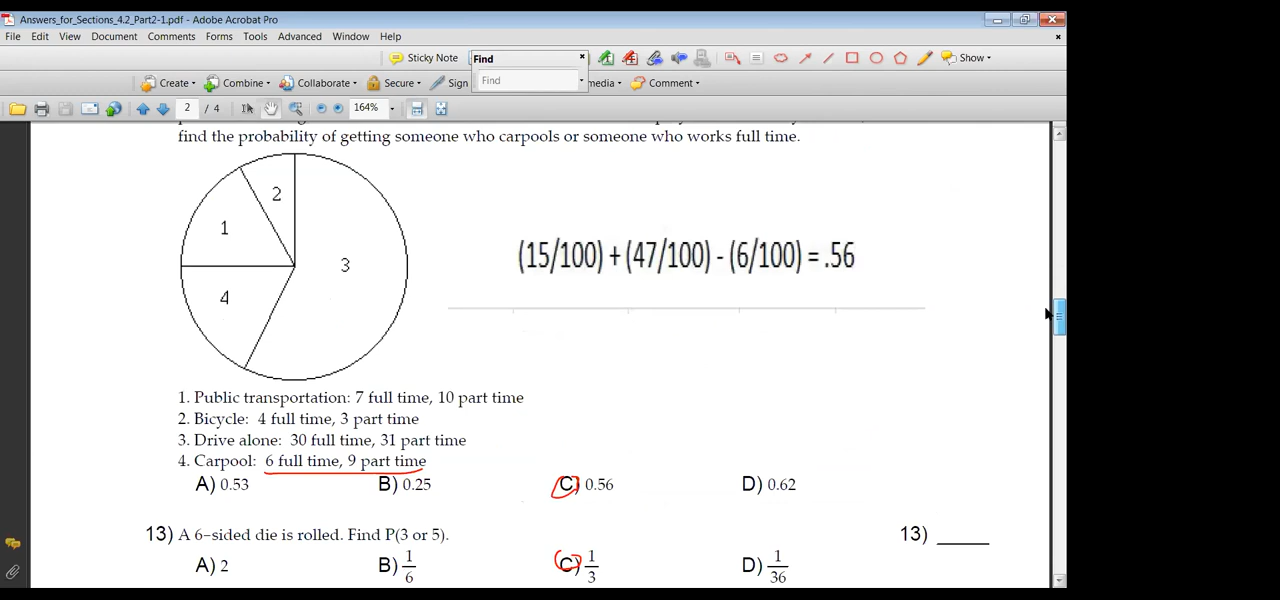 Answers_for_Sections_4.2_Part2-1.pdf - Adobe Acrobat Pro
File Edit View Document Comments Forms Tools Advanced Window Help
Sticky Note Find Show
Find
Create Combine Collaborate Secure Sign media Comment
2 / 4 164%
find the probability of getting someone who carpools or someone who works full time.
2
1
3
4
(15/100) + (47/100) - (6/100) = .56
1. Public transportation: 7 full time, 10 part time
2. Bicycle: 4 full time, 3 part time
3. Drive alone: 30 full time, 31 part time
4. Carpool: 6 full time, 9 part time
A) 0.53 B) 0.25 C) 0.56 D) 0.62
13) A 6-sided die is rolled. Find P(3 or 5). 13) _____
A) 2 B) 1/6 C) 1/3 D) 1/36